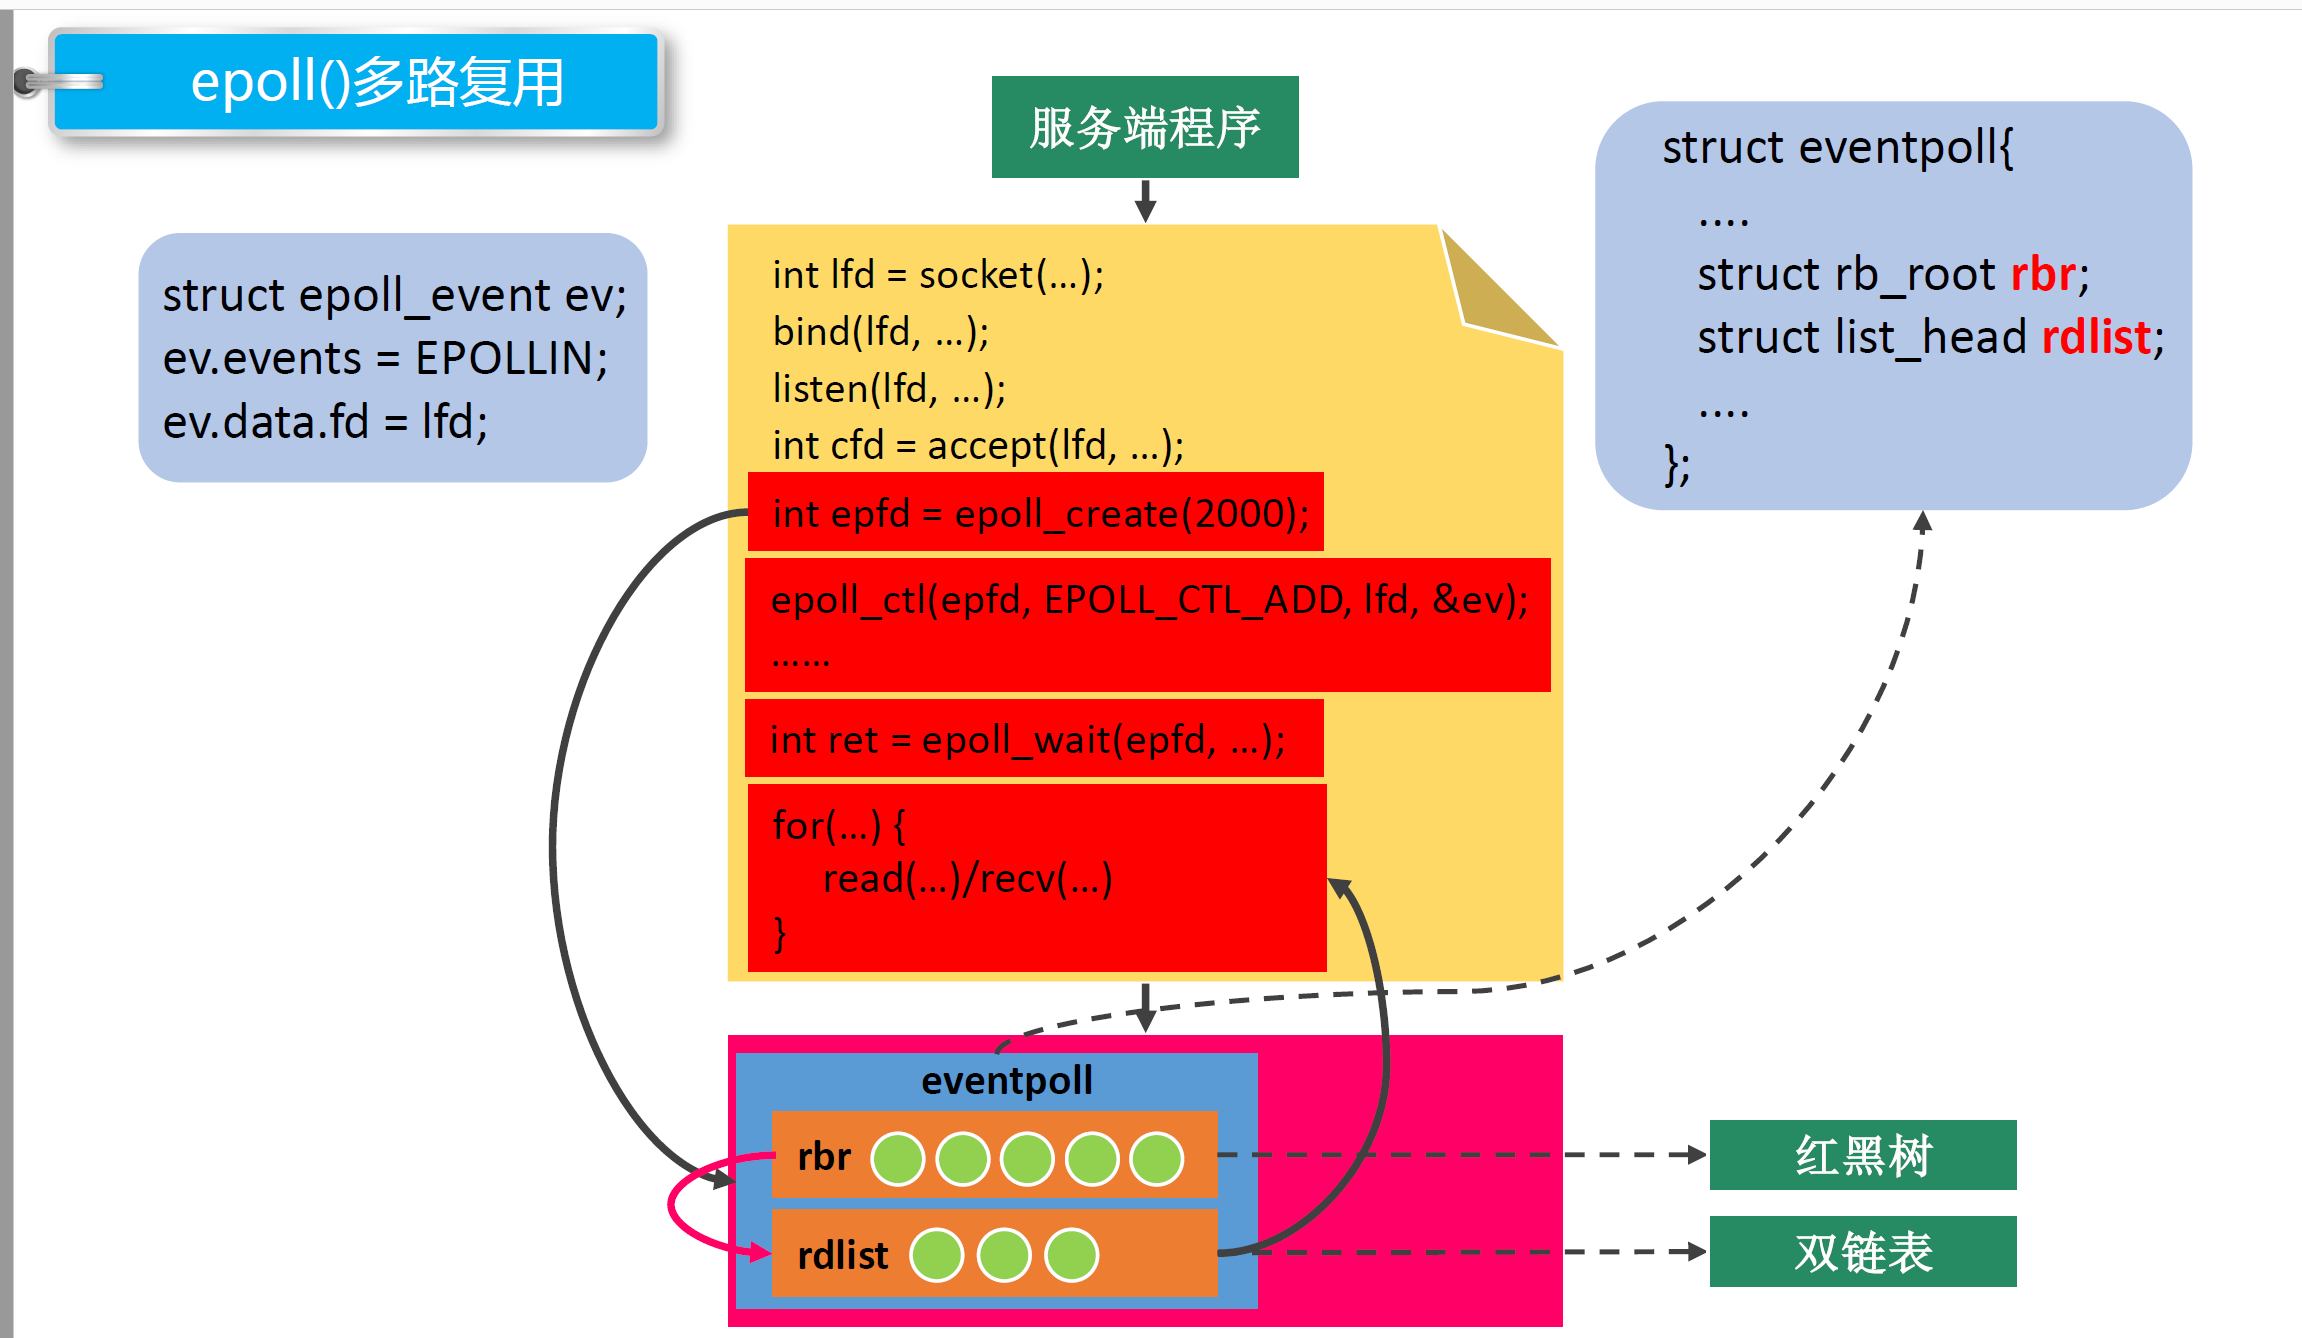 epoll()多路复用
服务端程序
struct epoll_event ev;
ev.events = EPOLLIN;
ev.data.fd = lfd;
int lfd = socket(...);
bind(lfd, ...);
listen(lfd, ...);
int cfd = accept(lfd, ...);
int epfd = epoll_create(2000);
epoll_ctl(epfd, EPOLL_CTL_ADD, lfd, &ev);
......
int ret = epoll_wait(epfd, ...);
for(...) {
read(...)/recv(...)
}
struct eventpoll{
....
struct rb_root rbr;
struct list_head rdlist;
....
};
eventpoll
rbr
rdlist
红黑树
双链表